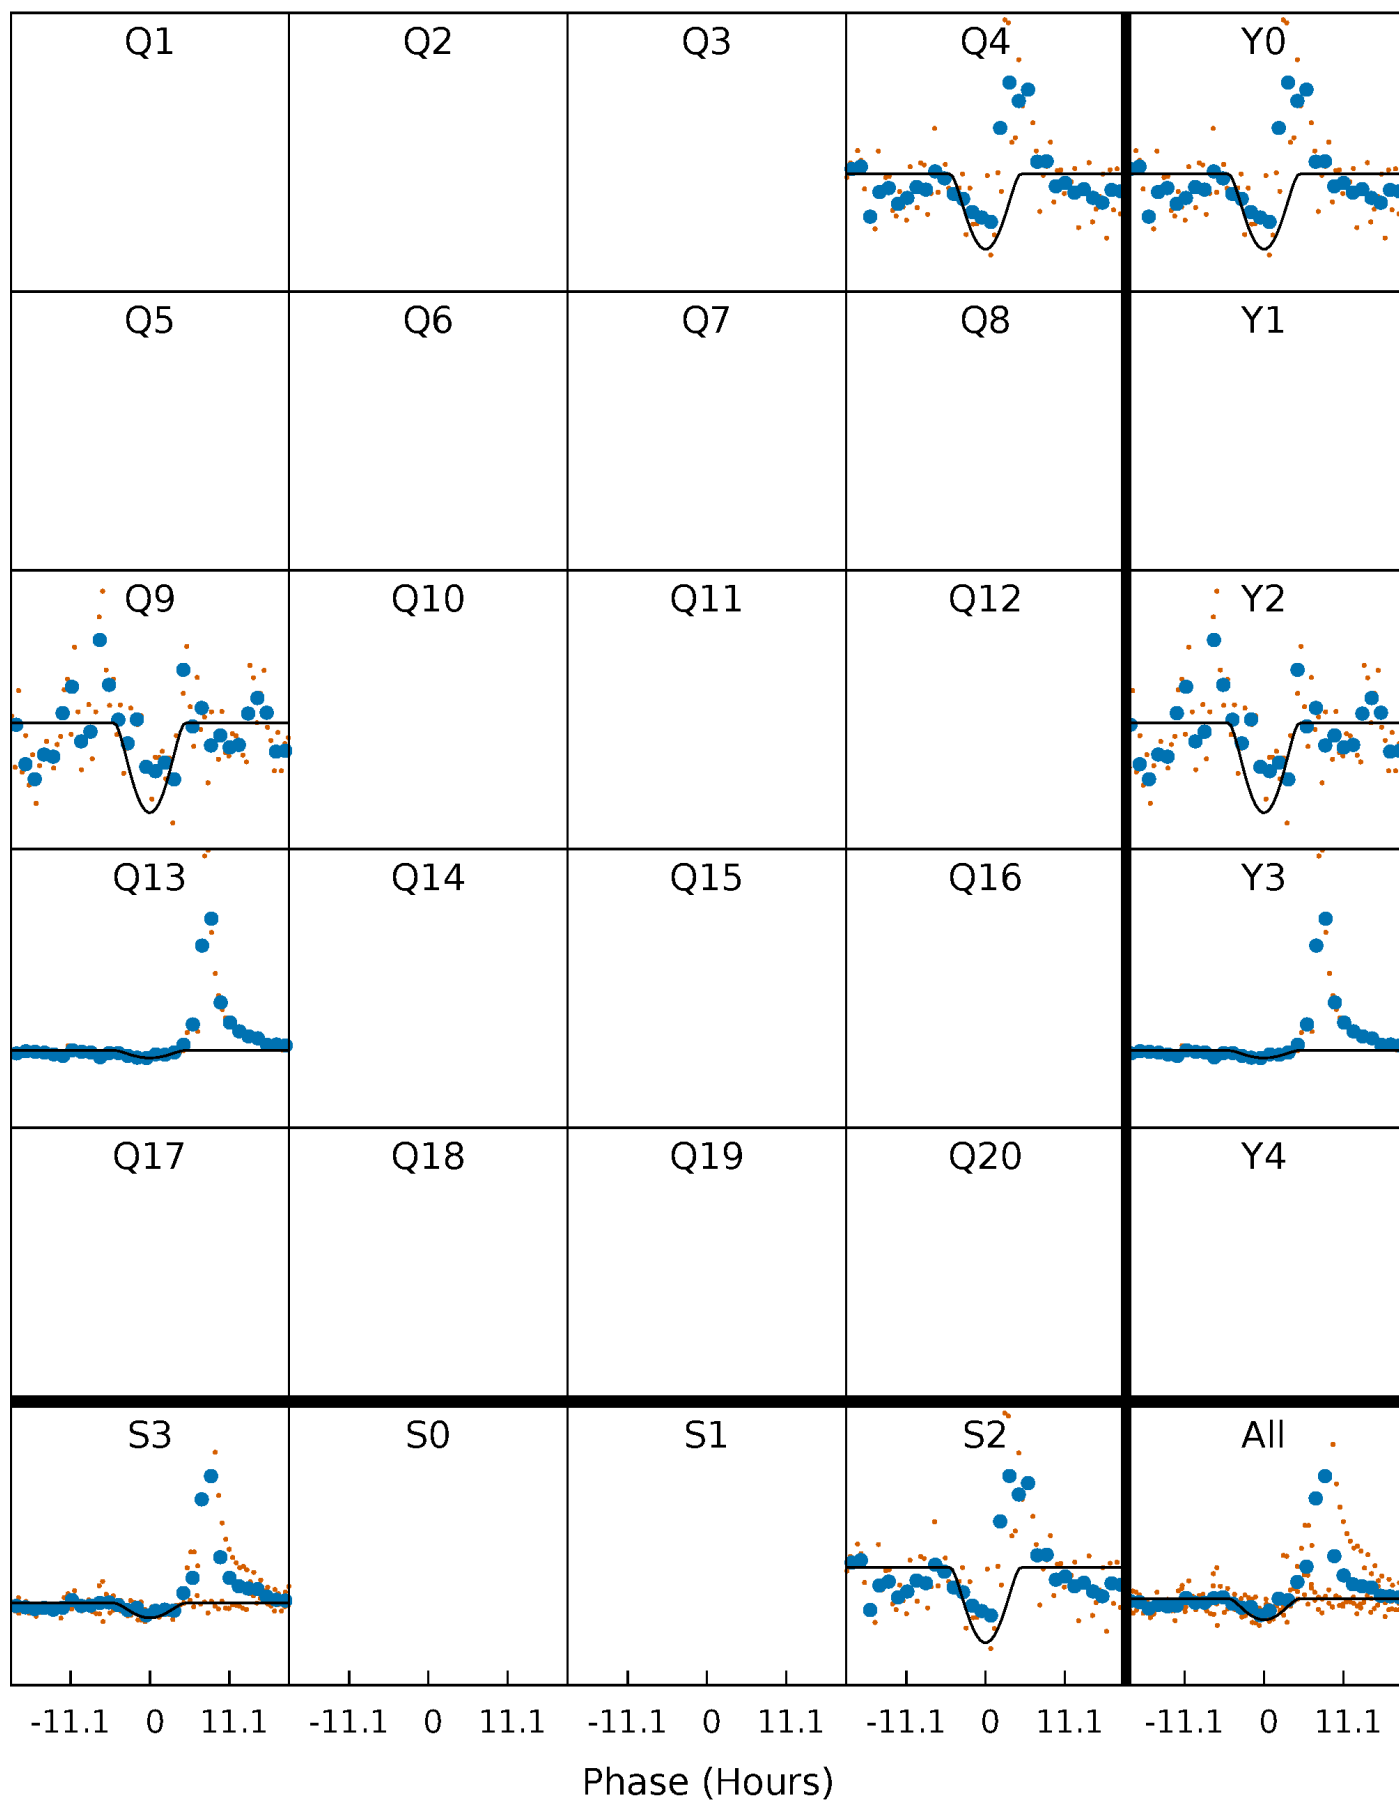 Q1 Q2 Q3 Q4 Y0
Q5 Q6 Q7 Q8 Y1
Q9 Q10 Q11 Q12 Y2
Q13 Q14 Q15 Q16 Y3
Q17 Q18 Q19 Q20 Y4
S3 S0 S1 S2 All
-11.1 0 11.1 -11.1 0 11.1 -11.1 0 11.1 -11.1 0 11.1 -11.1 0 11.1
Phase (Hours)